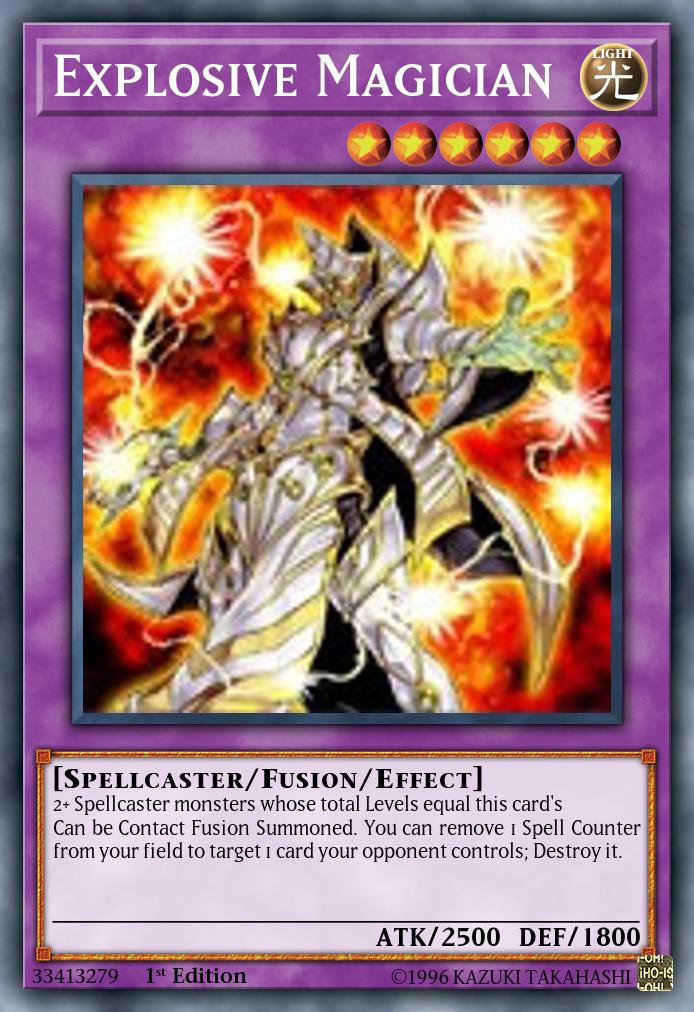 EXPLOSIVE MAGICIAN
LIGHT
光
[SPELLCASTER/FUSION/EFFECT]
2+ Spellcaster monsters whose total Levels equal this card's
Can be Contact Fusion Summoned. You can remove 1 Spell Counter
from your field to target 1 card your opponent controls; Destroy it.
ATK/2500 DEF/1800
33413279 1st Edition ©1996 KAZUKI TAKAHASHI